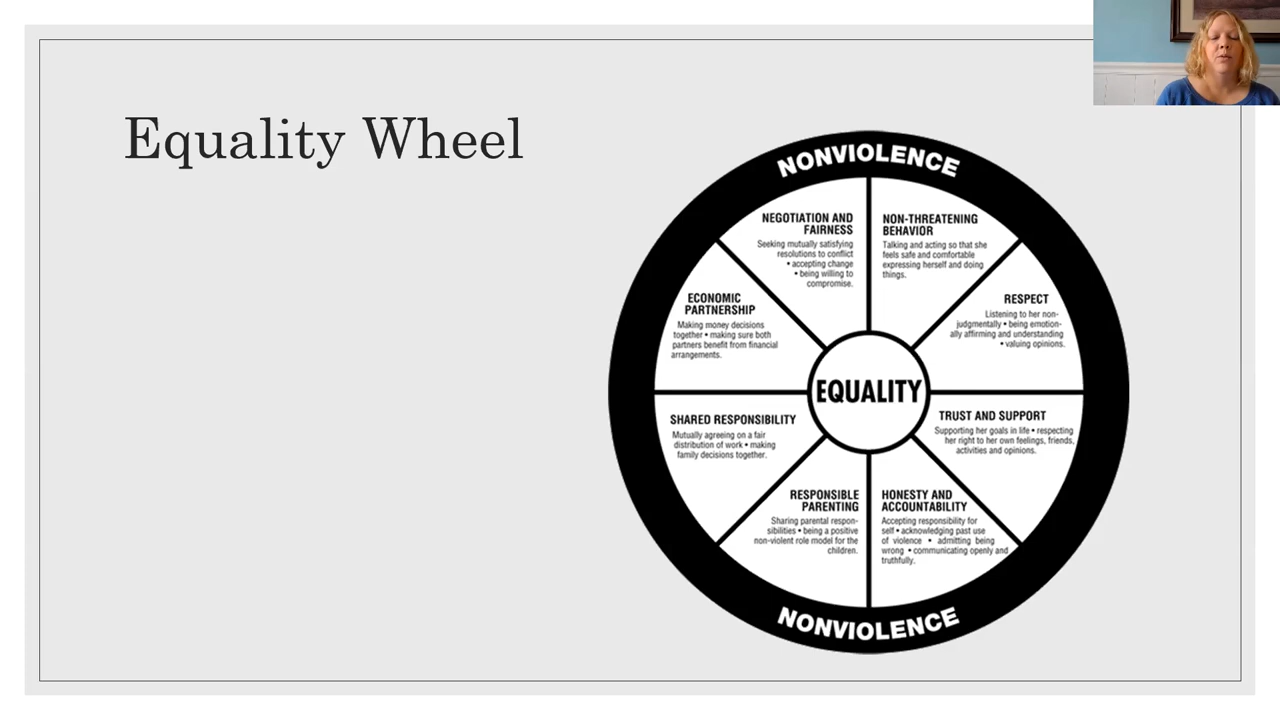 Equality Wheel
NONVIOLENCE
NEGOTIATION AND
FAIRNESS
Seeking mutually satisfying
resolutions to conflict
• accepting change
• being willing to
compromise.
NON-THREATENING
BEHAVIOR
Talking and acting so that she
feels safe and comfortable
expressing herself and doing
things.
ECONOMIC
PARTNERSHIP
Making money decisions
together • making sure both
partners benefit from financial
arrangements.
RESPECT
Listening to her non-
judgmentally • being emotion-
ally affirming and understanding
• valuing opinions.
EQUALITY
SHARED RESPONSIBILITY
Mutually agreeing on a fair
distribution of work • making
family decisions together.
TRUST AND SUPPORT
Supporting her goals in life • respecting
her right to her own feelings, friends,
activities and opinions.
RESPONSIBLE
PARENTING
Sharing parental respon-
sibilities • being a positive
non-violent role model for the
children.
HONESTY AND
ACCOUNTABILITY
Accepting responsibility for
self • acknowledging past use
of violence • admitting being
wrong • communicating openly and
truthfully.
NONVIOLENCE